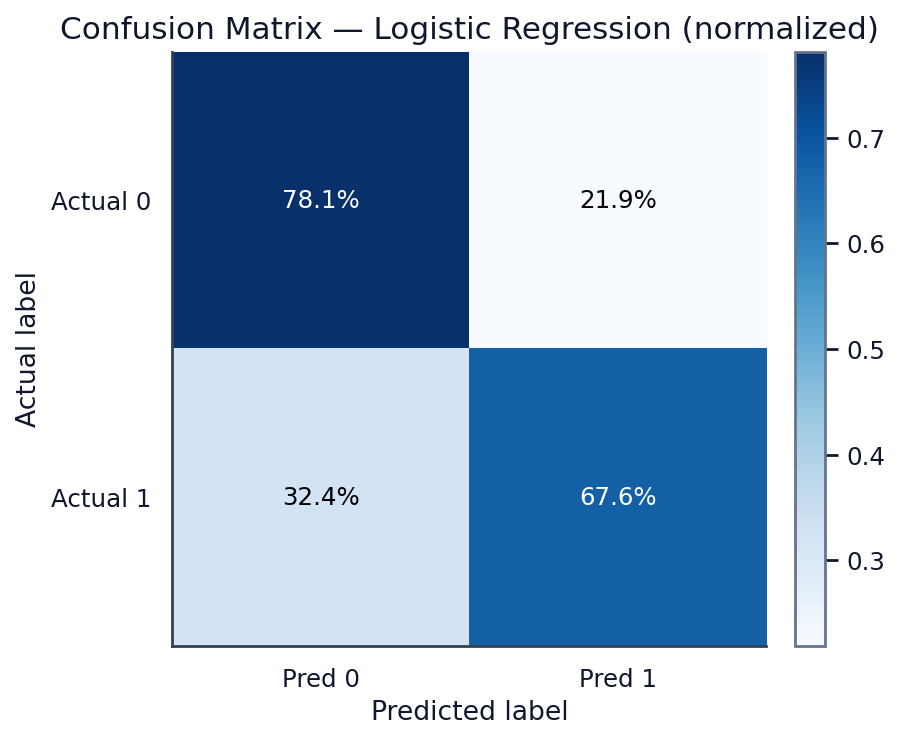 Confusion Matrix — Logistic Regression (normalized)
Actual label
Actual 0
78.1%
21.9%
Actual 1
32.4%
67.6%
Pred 0
Pred 1
Predicted label
0.7
0.6
0.5
0.4
0.3